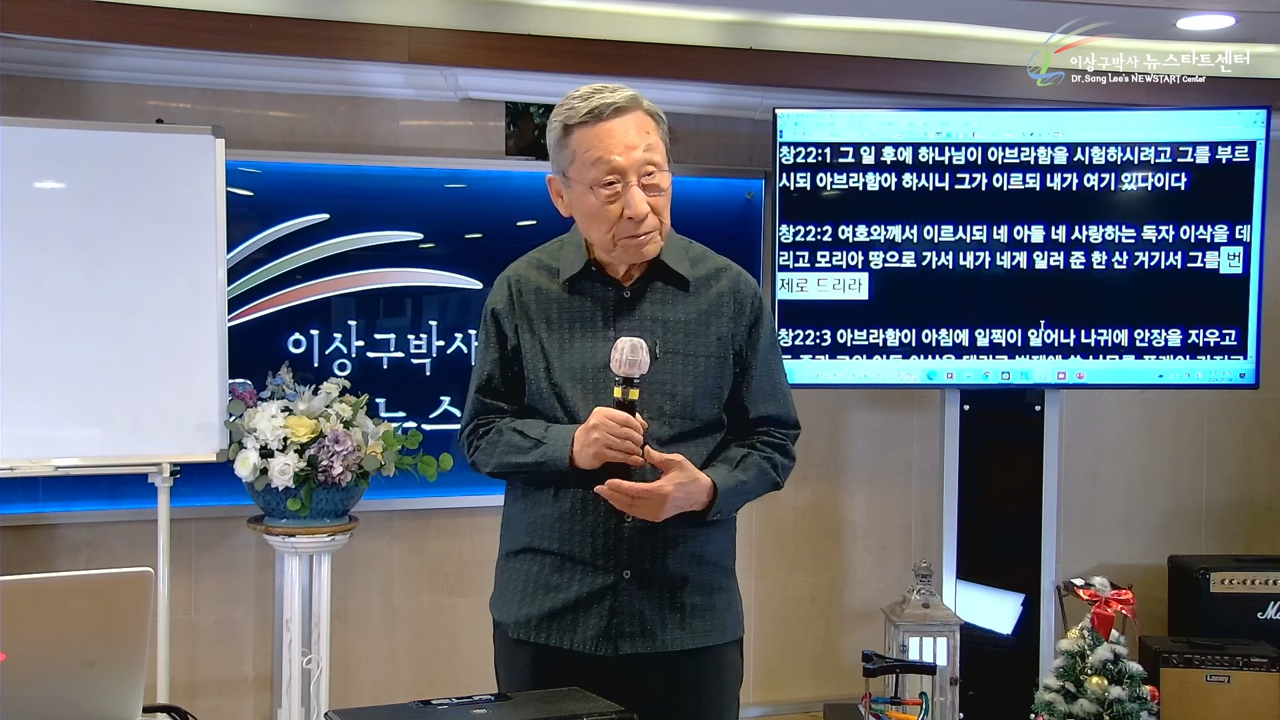 이상구박사 뉴스타트센터
Dr. Sang Lee's NEWSTART Center
창22:1 그 일 후에 하나님이 아브라함을 시험하시려고 그를 부르
시되 아브라함아 하시니 그가 이르되 내가 여기 있나이다
창22:2 여호와께서 이르시되 네 아들 네 사랑하는 독자 이삭을 데
리고 모리아 땅으로 가서 내가 네게 일러 준 한 산 거기서 그를 번
제로 드리라
창22:3 아브라함이 아침에 일찍이 일어나 나귀에 안장을 지우고
이상구박사
뉴스
Laney